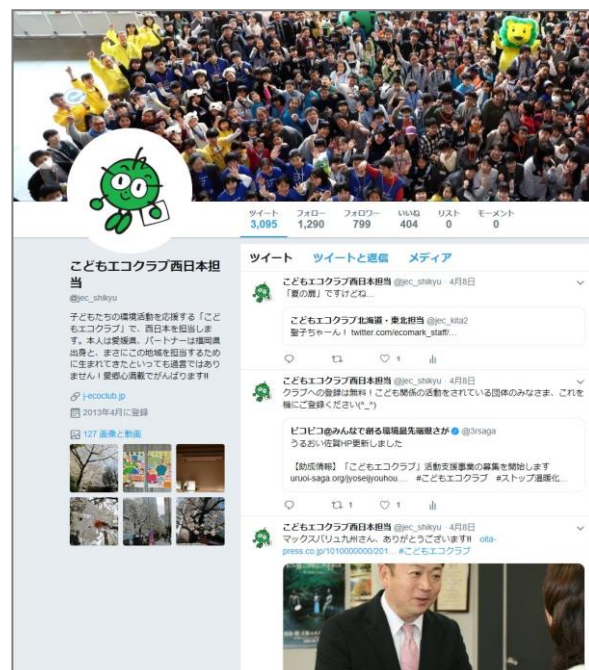 ツイート フォロー フォロワー いいね リスト モーメント
3,095 1,290 799 404 0 0
こどもエコクラブ西日本担
当
@jec_shikyu
子どもたちの環境活動を応援する「こど
もエコクラブ」で、西日本を担当しま
す。本人は愛媛県、パートナーは福岡県
出身と、まさにこの地域を担当するため
に生まれてきたといっても過言ではあり
ません！愛郷心満載でがんばります!!
j-ecoclub.jp
2013年4月に登録
127 画像と動画
ツイート ツイートと返信 メディア
こどもエコクラブ西日本担当 @jec_shikyu · 4月8日
「夏の扉」ですけどね…
こどもエコクラブ北海道・東北担当 @jec_kita2
聖子ちゃーん！ twitter.com/ecomark_staff/…
1
こどもエコクラブ西日本担当 @jec_shikyu · 4月8日
クラブへの登録は無料！こども関係の活動をされている団体のみなさま、これを
機にご登録ください(^_^)
ピコピコ@みんなで創る環境最先端県さが @3rsaga
うるおい佐賀HP更新しました
【助成情報】「こどもエコクラブ」活動支援事業の募集を開始します
uruoi-saga.org/jyoseijyouhou… #こどもエコクラブ #ストップ温暖化…
1 1
こどもエコクラブ西日本担当 @jec_shikyu · 4月8日
マックスバリュ九州さん、ありがとうございます!! oita-
press.co.jp/1010000000/201… #こどもエコクラブ